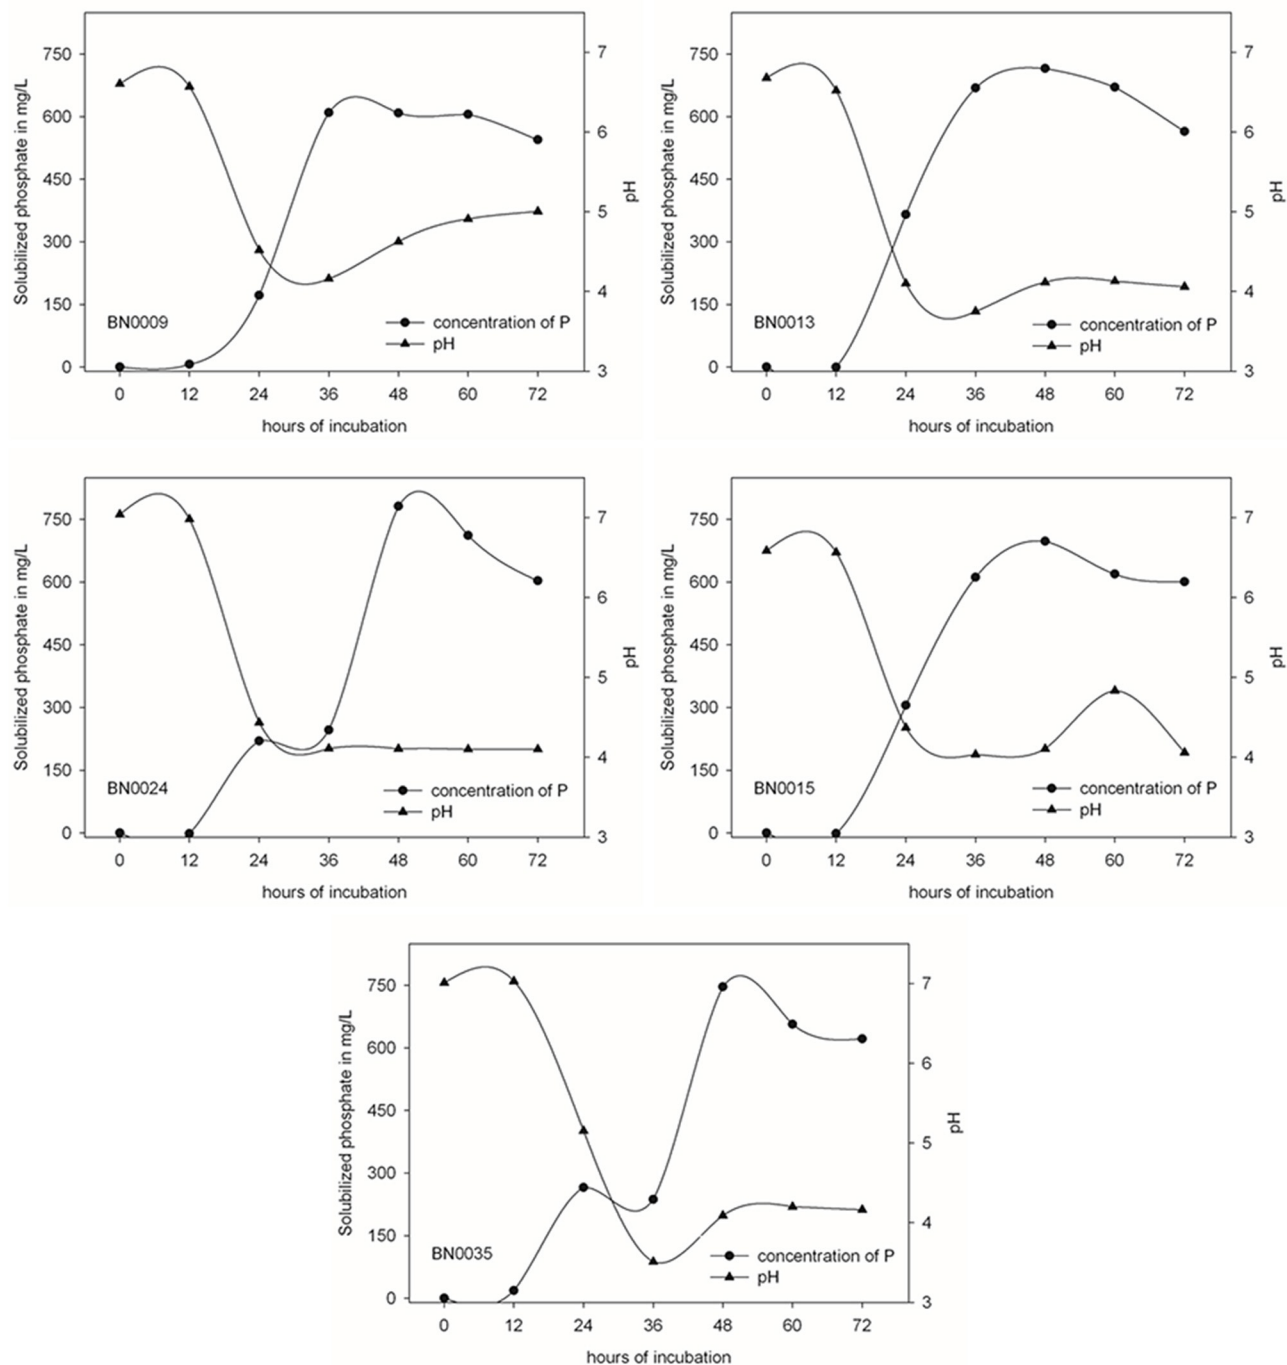 Solubilized phosphate in mg/L
750
600
450
300
150
0
7
6
5
4
3
pH
BN0009
concentration of P
pH
0 12 24 36 48 60 72
hours of incubation
Solubilized phosphate in mg/L
750
600
450
300
150
0
7
6
5
4
3
pH
BN0013
concentration of P
pH
0 12 24 36 48 60 72
hours of incubation
Solubilized phosphate in mg/L
750
600
450
300
150
0
7
6
5
4
3
pH
BN0024
concentration of P
pH
0 12 24 36 48 60 72
hours of incubation
Solubilized phosphate in mg/L
750
600
450
300
150
0
7
6
5
4
3
pH
BN0015
concentration of P
pH
0 12 24 36 48 60 72
hours of incubation
Solubilized phosphate in mg/L
750
600
450
300
150
0
7
6
5
4
3
pH
BN0035
concentration of P
pH
0 12 24 36 48 60 72
hours of incubation